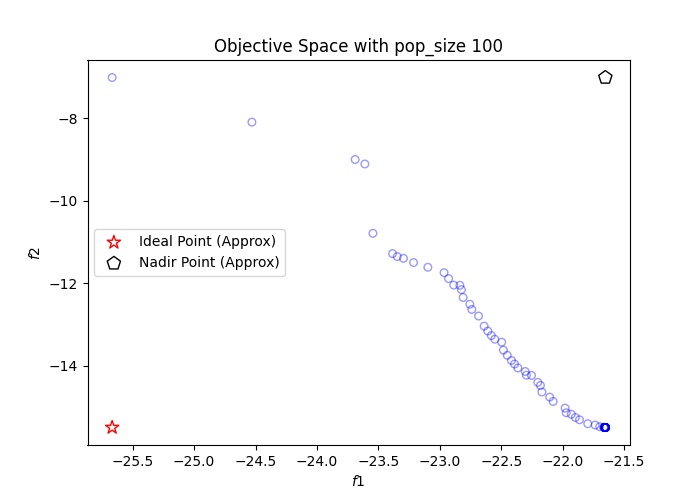 Objective Space with pop_size 100
−8
−10
−12
−14
f2
Ideal Point (Approx)
Nadir Point (Approx)
−25.5
−25.0
−24.5
−24.0
−23.5
−23.0
−22.5
−22.0
−21.5
f1